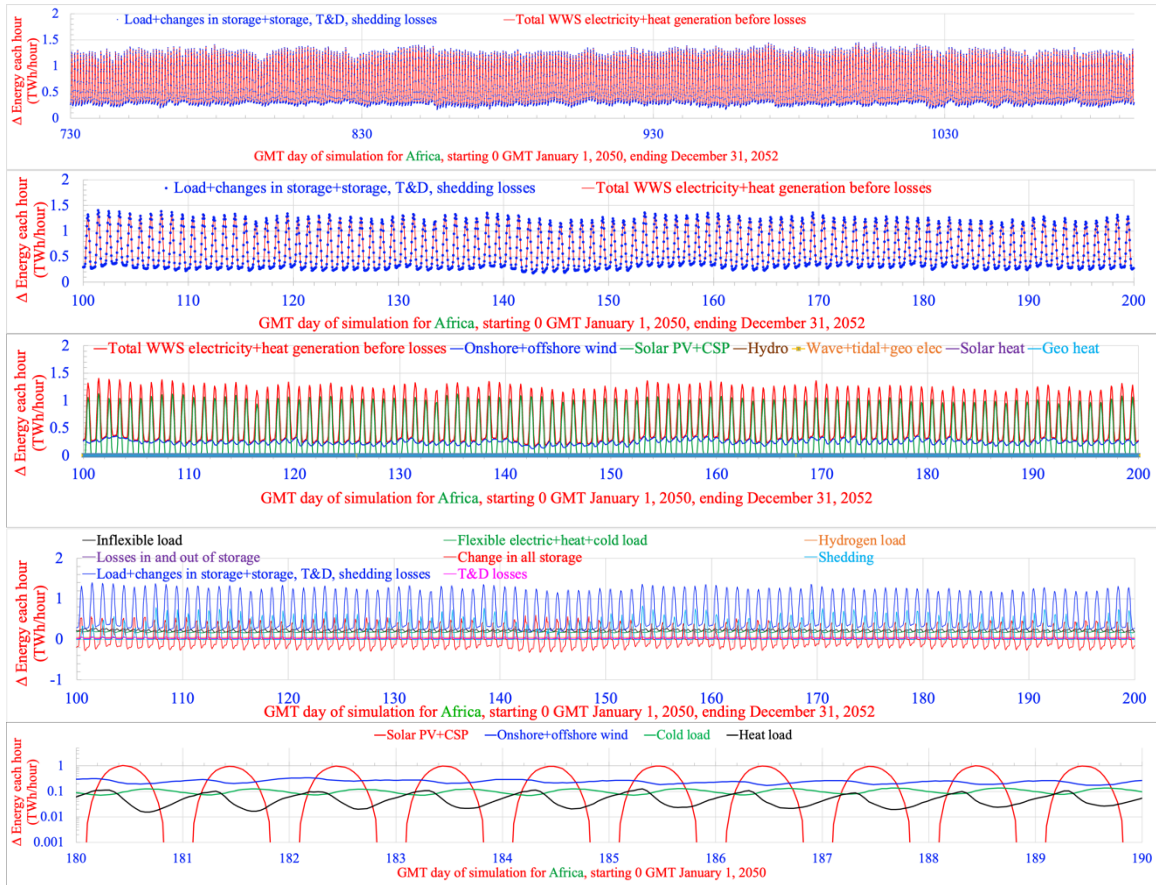 Load+changes in storage+storage, T&D, shedding losses Total WWS electricity+heat generation before losses
Δ Energy each hour
(TWh/hour)
2
1.5
1
0.5
0
730 830 930 1030
GMT day of simulation for Africa, starting 0 GMT January 1, 2050, ending December 31, 2052
Load+changes in storage+storage, T&D, shedding losses Total WWS electricity+heat generation before losses
Δ Energy each hour
(TWh/hour)
2
1.5
1
0.5
0
100 110 120 130 140 150 160 170 180 190 200
GMT day of simulation for Africa, starting 0 GMT January 1, 2050, ending December 31, 2052
Total WWS electricity+heat generation before losses Onshore+offshore wind Solar PV+CSP Hydro Wave+tidal+geo elec Solar heat Geo heat
Δ Energy each hour
(TWh/hour)
2
1.5
1
0.5
0
100 110 120 130 140 150 160 170 180 190 200
GMT day of simulation for Africa, starting 0 GMT January 1, 2050, ending December 31, 2052
Inflexible load Flexible electric+heat+cold load Hydrogen load
Losses in and out of storage Change in all storage Shedding
Load+changes in storage+storage, T&D, shedding losses T&D losses
Δ Energy each hour
(TWh/hour)
2
1
0
-1
100 110 120 130 140 150 160 170 180 190 200
GMT day of simulation for Africa, starting 0 GMT January 1, 2050, ending December 31, 2052
Solar PV+CSP Onshore+offshore wind Cold load Heat load
Δ Energy each hour
(TWh/hour)
1
0.1
0.01
0.001
180 181 182 183 184 185 186 187 188 189 190
GMT day of simulation for Africa, starting 0 GMT January 1, 2050